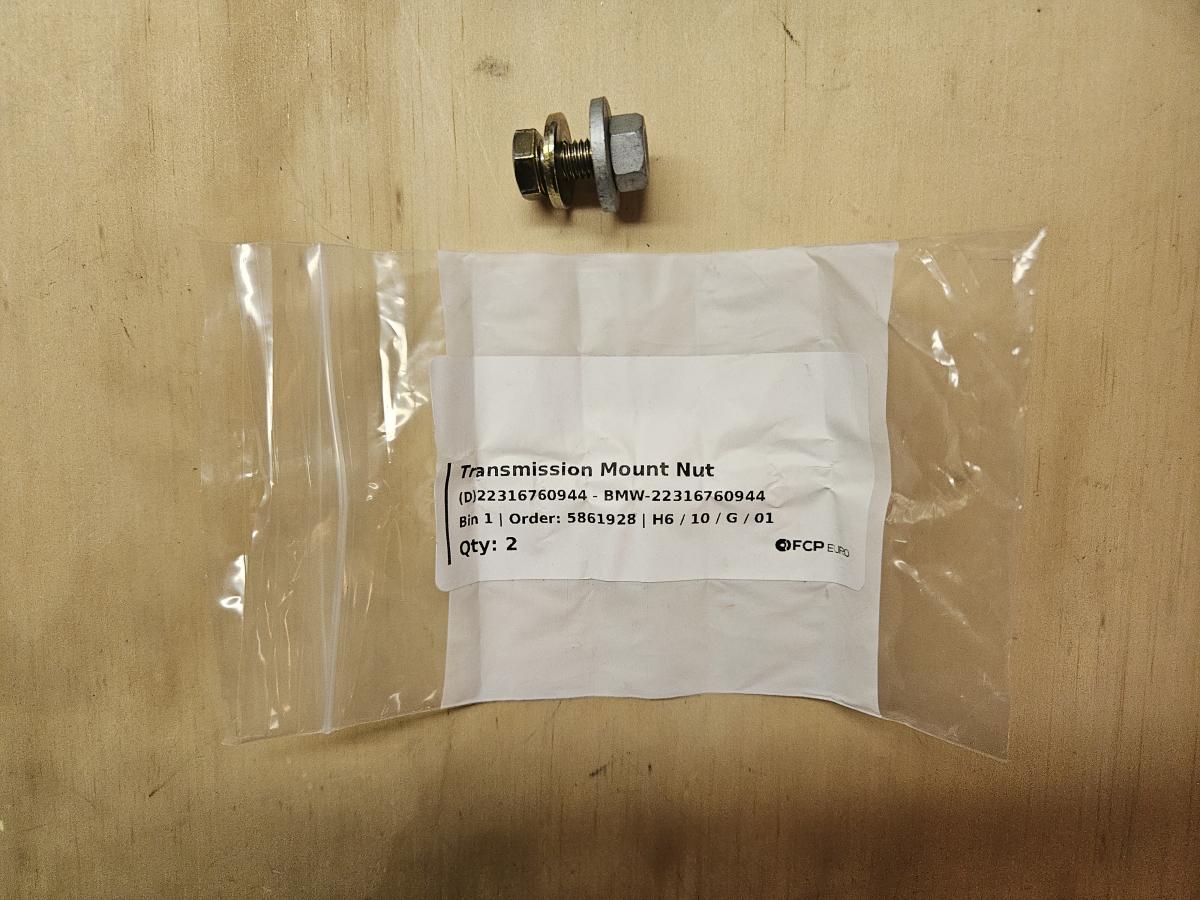 Transmission Mount Nut
(D)22316760944 - BMW-22316760944
Bin 1 | Order: 5861928 | H6 / 10 / G / 01
Qty: 2
FCP EURO